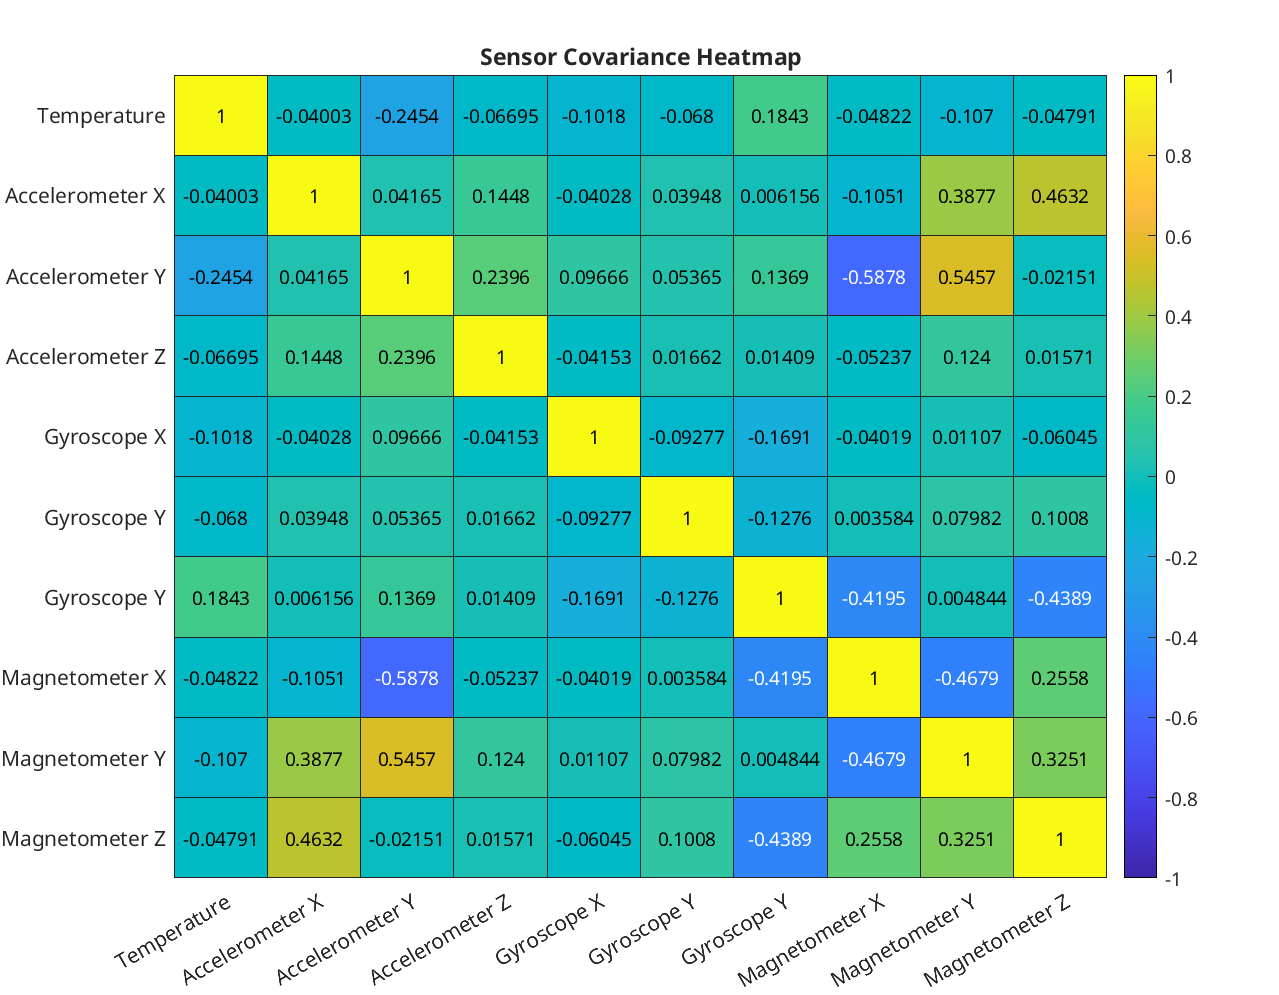 Sensor Covariance Heatmap
Temperature 1 -0.04003 -0.2454 -0.06695 -0.1018 -0.068 0.1843 -0.04822 -0.107 -0.04791
Accelerometer X -0.04003 1 0.04165 0.1448 -0.04028 0.03948 0.006156 -0.1051 0.3877 0.4632
Accelerometer Y -0.2454 0.04165 1 0.2396 0.09666 0.05365 0.1369 -0.5878 0.5457 -0.02151
Accelerometer Z -0.06695 0.1448 0.2396 1 -0.04153 0.01662 0.01409 -0.05237 0.124 0.01571
Gyroscope X -0.1018 -0.04028 0.09666 -0.04153 1 -0.09277 -0.1691 -0.04019 0.01107 -0.06045
Gyroscope Y -0.068 0.03948 0.05365 0.01662 -0.09277 1 -0.1276 0.003584 0.07982 0.1008
Gyroscope Y 0.1843 0.006156 0.1369 0.01409 -0.1691 -0.1276 1 -0.4195 0.004844 -0.4389
Magnetometer X -0.04822 -0.1051 -0.5878 -0.05237 -0.04019 0.003584 -0.4195 1 -0.4679 0.2558
Magnetometer Y -0.107 0.3877 0.5457 0.124 0.01107 0.07982 0.004844 -0.4679 1 0.3251
Magnetometer Z -0.04791 0.4632 -0.02151 0.01571 -0.06045 0.1008 -0.4389 0.2558 0.3251 1
Temperature
Accelerometer X
Accelerometer Y
Accelerometer Z
Gyroscope X
Gyroscope Y
Gyroscope Y
Magnetometer X
Magnetometer Y
Magnetometer Z
1
0.8
0.6
0.4
0.2
0
-0.2
-0.4
-0.6
-0.8
-1